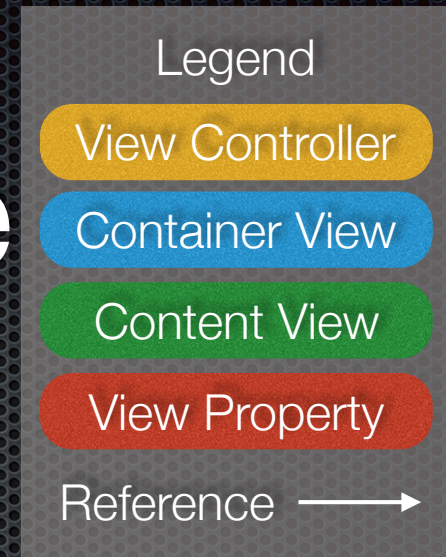 Legend
View Controller
e
Container View
Content View
View Property
Reference